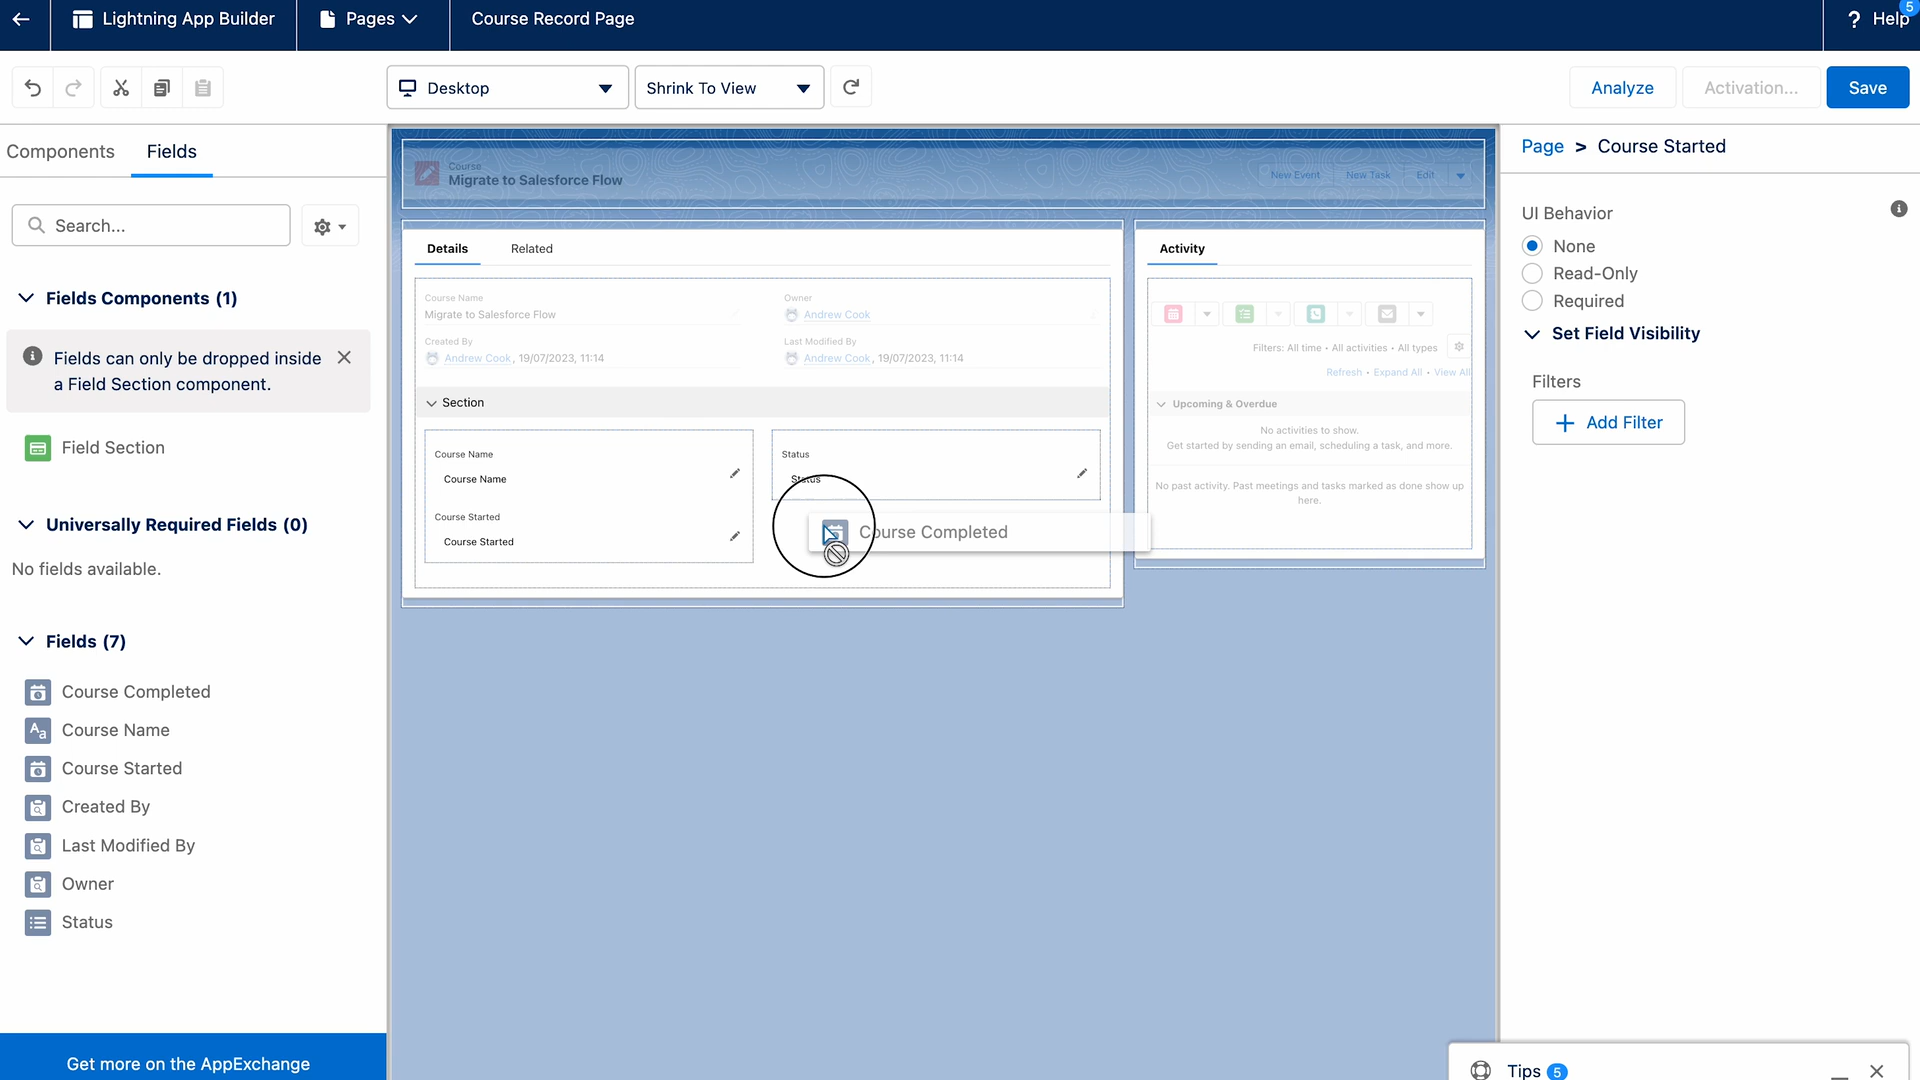 Lightning App Builder
Pages
Course Record Page
? Help
5
Desktop
Shrink To View
Analyze
Activation...
Save
Components
Fields
Search...
Fields Components (1)
Fields can only be dropped inside
a Field Section component.
Field Section
Universally Required Fields (0)
No fields available.
Fields (7)
Course Completed
Aa Course Name
Course Started
Created By
Last Modified By
Owner
Status
Get more on the AppExchange
Course
Migrate to Salesforce Flow
New Event
New Task
Edit
Details
Related
Course Name
Migrate to Salesforce Flow
Owner
Andrew Cook
Created By
Andrew Cook, 19/07/2023, 11:14
Last Modified By
Andrew Cook, 19/07/2023, 11:14
Section
Course Name
Course Name
Status
Status
Course Started
Course Started
Course Completed
Activity
Filters: All time • All activities • All types
Refresh • Expand All • View All
Upcoming & Overdue
No activities to show.
Get started by sending an email, scheduling a task, and more.
No past activity. Past meetings and tasks marked as done show up
here.
Page > Course Started
UI Behavior
None
Read-Only
Required
Set Field Visibility
Filters
Add Filter
Tips 5